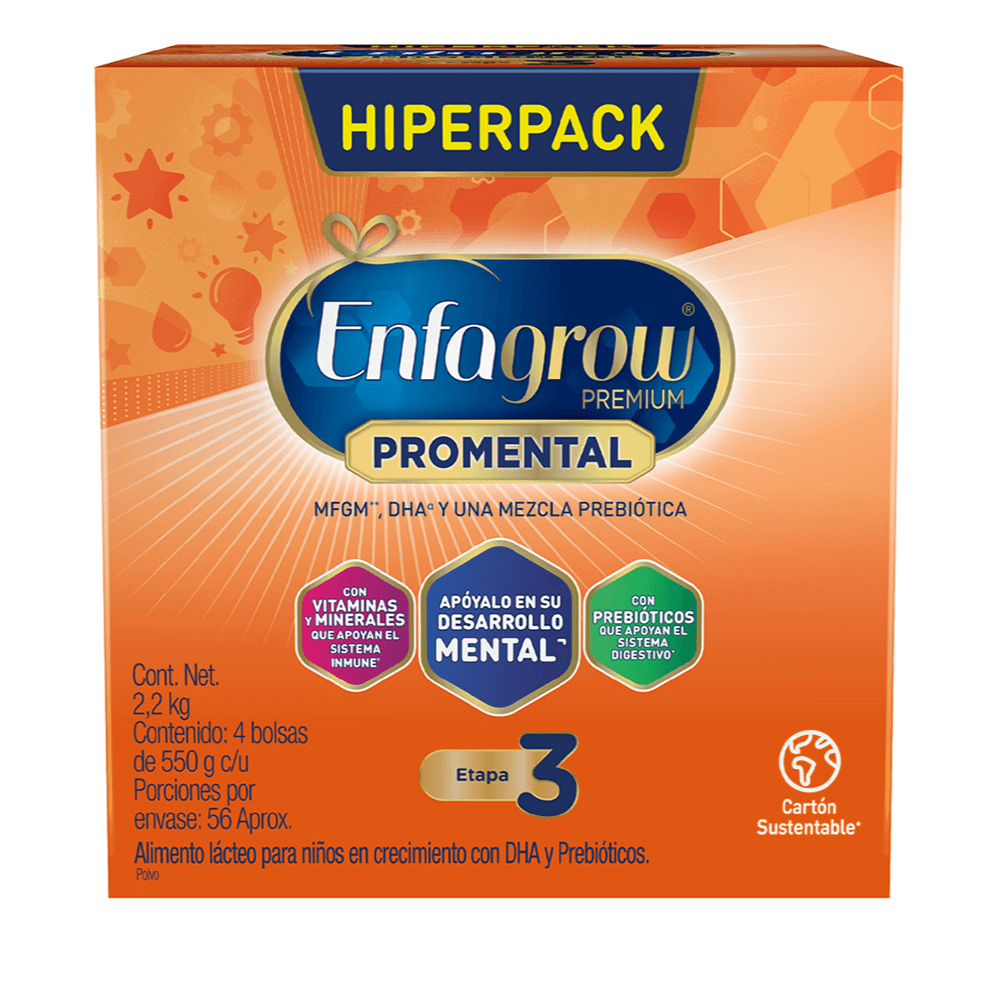 HIPERPACK
Enfagrow®
PREMIUM
PROMENTAL
MFGM**, DHAᵅ Y UNA MEZCLA PREBIÓTICA
CON
VITAMINAS
Y MINERALES
QUE APOYAN EL
SISTEMA
INMUNE*
APÓYALO EN SU
DESARROLLO
MENTAL¬
CON
PREBIÓTICOS
QUE APOYAN EL
SISTEMA
DIGESTIVO*
Cont. Net.
2,2 kg
Contenido: 4 bolsas
de 550 g c/u
Porciones por
envase: 56 Aprox.
Etapa 3
Cartón
Sustentable*
Alimento lácteo para niños en crecimiento con DHA y Prebióticos.
Polvo